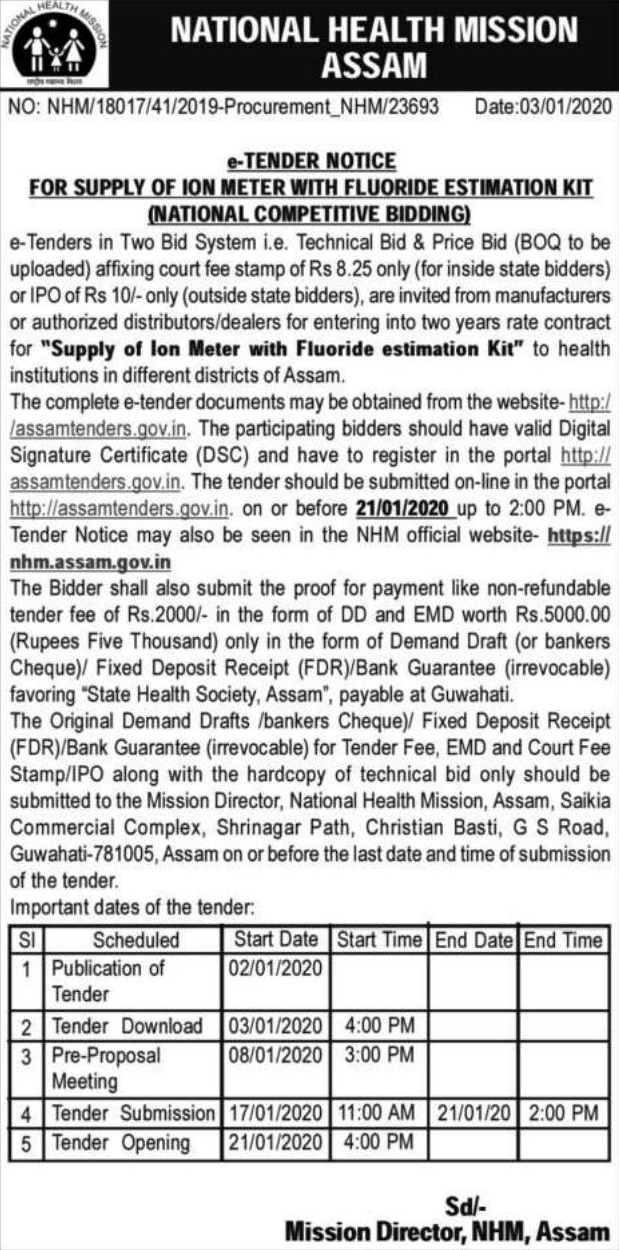 NATIONAL HEALTH MISSION
राष्ट्रीय स्वास्थ्य मिशन
NATIONAL HEALTH MISSION
ASSAM
NO: NHM/18017/41/2019-Procurement_NHM/23693 Date:03/01/2020
e-TENDER NOTICE
FOR SUPPLY OF ION METER WITH FLUORIDE ESTIMATION KIT
(NATIONAL COMPETITIVE BIDDING)
e-Tenders in Two Bid System i.e. Technical Bid & Price Bid (BOQ to be
uploaded) affixing court fee stamp of Rs 8.25 only (for inside state bidders)
or IPO of Rs 10/- only (outside state bidders), are invited from manufacturers
or authorized distributors/dealers for entering into two years rate contract
for "Supply of Ion Meter with Fluoride estimation Kit" to health
institutions in different districts of Assam.
The complete e-tender documents may be obtained from the website- http:/
/assamtenders.gov.in. The participating bidders should have valid Digital
Signature Certificate (DSC) and have to register in the portal http://
assamtenders.gov.in. The tender should be submitted on-line in the portal
http://assamtenders.gov.in. on or before 21/01/2020 up to 2:00 PM. e-
Tender Notice may also be seen in the NHM official website- https://
nhm.assam.gov.in
The Bidder shall also submit the proof for payment like non-refundable
tender fee of Rs.2000/- in the form of DD and EMD worth Rs.5000.00
(Rupees Five Thousand) only in the form of Demand Draft (or bankers
Cheque)/ Fixed Deposit Receipt (FDR)/Bank Guarantee (irrevocable)
favoring "State Health Society, Assam", payable at Guwahati.
The Original Demand Drafts /bankers Cheque)/ Fixed Deposit Receipt
(FDR)/Bank Guarantee (irrevocable) for Tender Fee, EMD and Court Fee
Stamp/IPO along with the hardcopy of technical bid only should be
submitted to the Mission Director, National Health Mission, Assam, Saikia
Commercial Complex, Shrinagar Path, Christian Basti, G S Road,
Guwahati-781005, Assam on or before the last date and time of submission
of the tender.
Important dates of the tender:
Sl Scheduled Start Date Start Time End Date End Time
1 Publication of 02/01/2020
Tender
2 Tender Download 03/01/2020 4:00 PM
3 Pre-Proposal 08/01/2020 3:00 PM
Meeting
4 Tender Submission 17/01/2020 11:00 AM 21/01/20 2:00 PM
5 Tender Opening 21/01/2020 4:00 PM
Sd/-
Mission Director, NHM, Assam